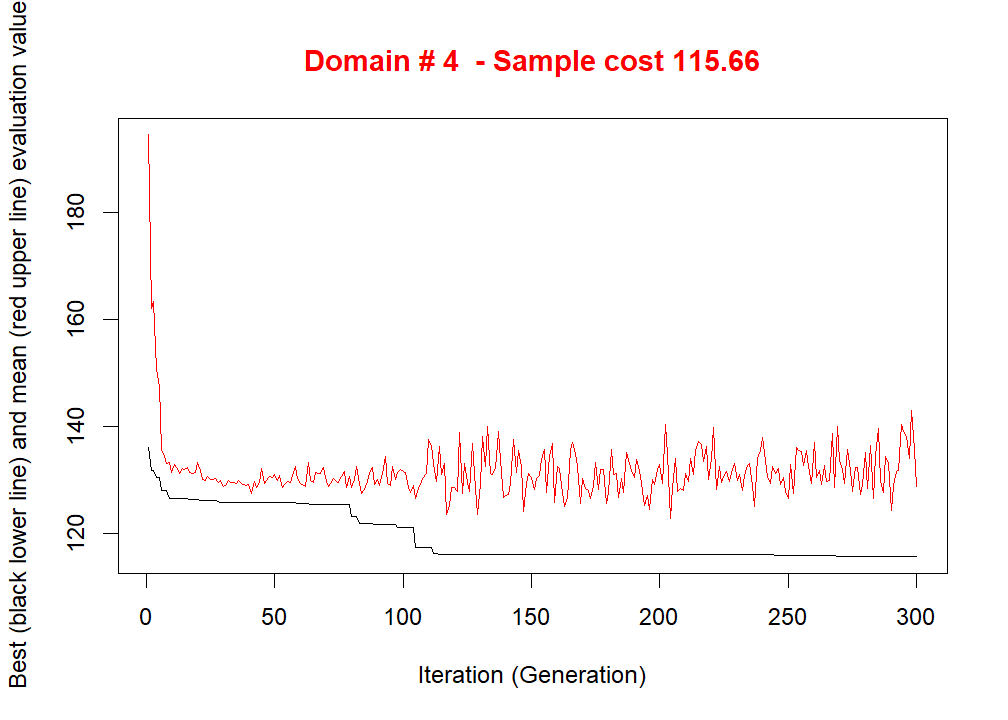 Domain # 4  - Sample cost 115.66
Best (black lower line) and mean (red upper line) evaluation value
180
160
140
120
0 50 100 150 200 250 300
Iteration (Generation)